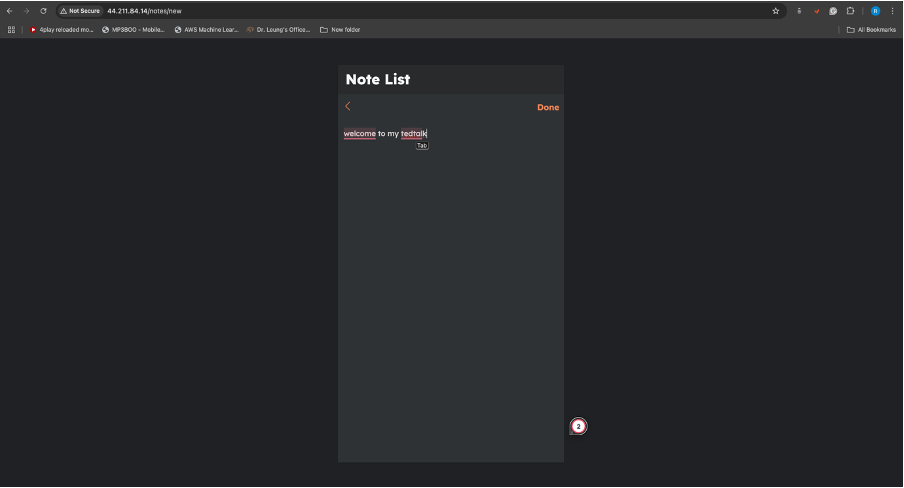 Not Secure 44.211.84.14/notes/new
4play reloaded mo... MP3BOO - Mobile... AWS Machine Lear... Dr. Leung's Office... New folder All Bookmarks
Note List
Done
welcome to my tedtalk
Tab
2